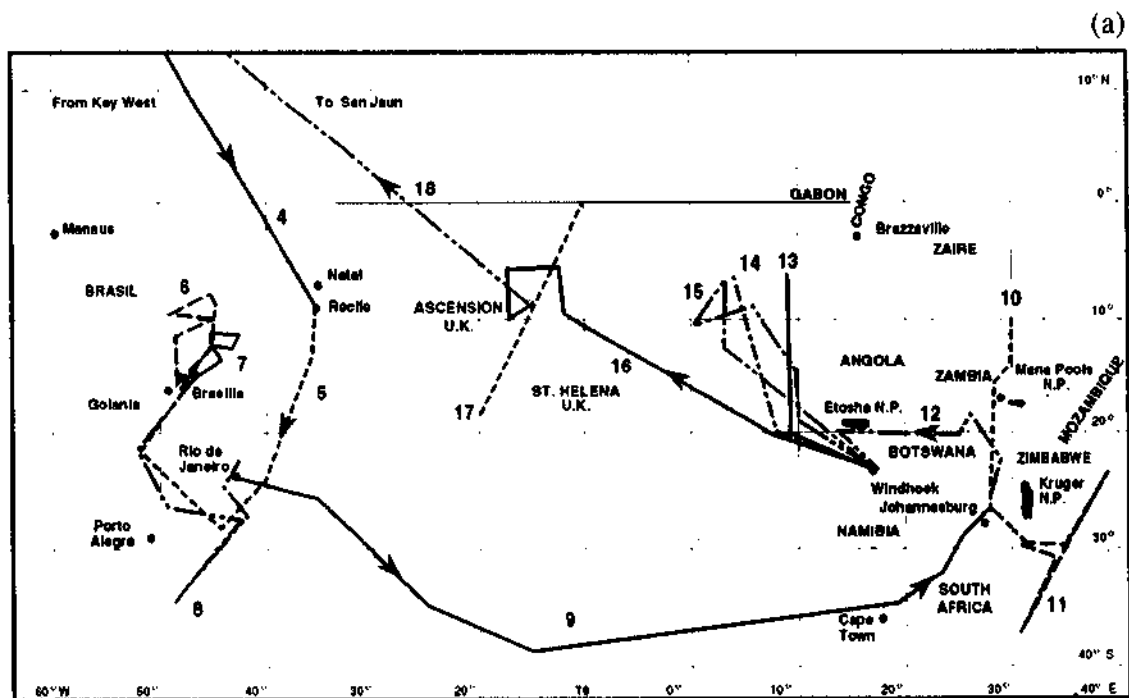 (a)
10° N
From Key West
To San Jaun
CONGO
18
GABON
0°
4
Manaus
Brazzaville
ZAIRE
13
14
Natal
BRASIL
6
15
10
Recife
ASCENSION
U.K.
10°
7
16
ANGOLA
Mana Pools
N.P.
ZAMBIA
MOZAMBIQUE
5
Brasilia
Goiania
ST. HELENA
U.K.
Etosha N.P.
17
12
20°
Rio de
Janeiro
BOTSWANA
ZIMBABWE
Windhoek
Kruger
N.P.
Johannesburg
Porto
Alegre
NAMIBIA
30°
8
SOUTH
AFRICA
11
9
Cape
Town
40° S
60° W
50°
40°
30°
20°
10
0°
10°
20°
30°
40° E